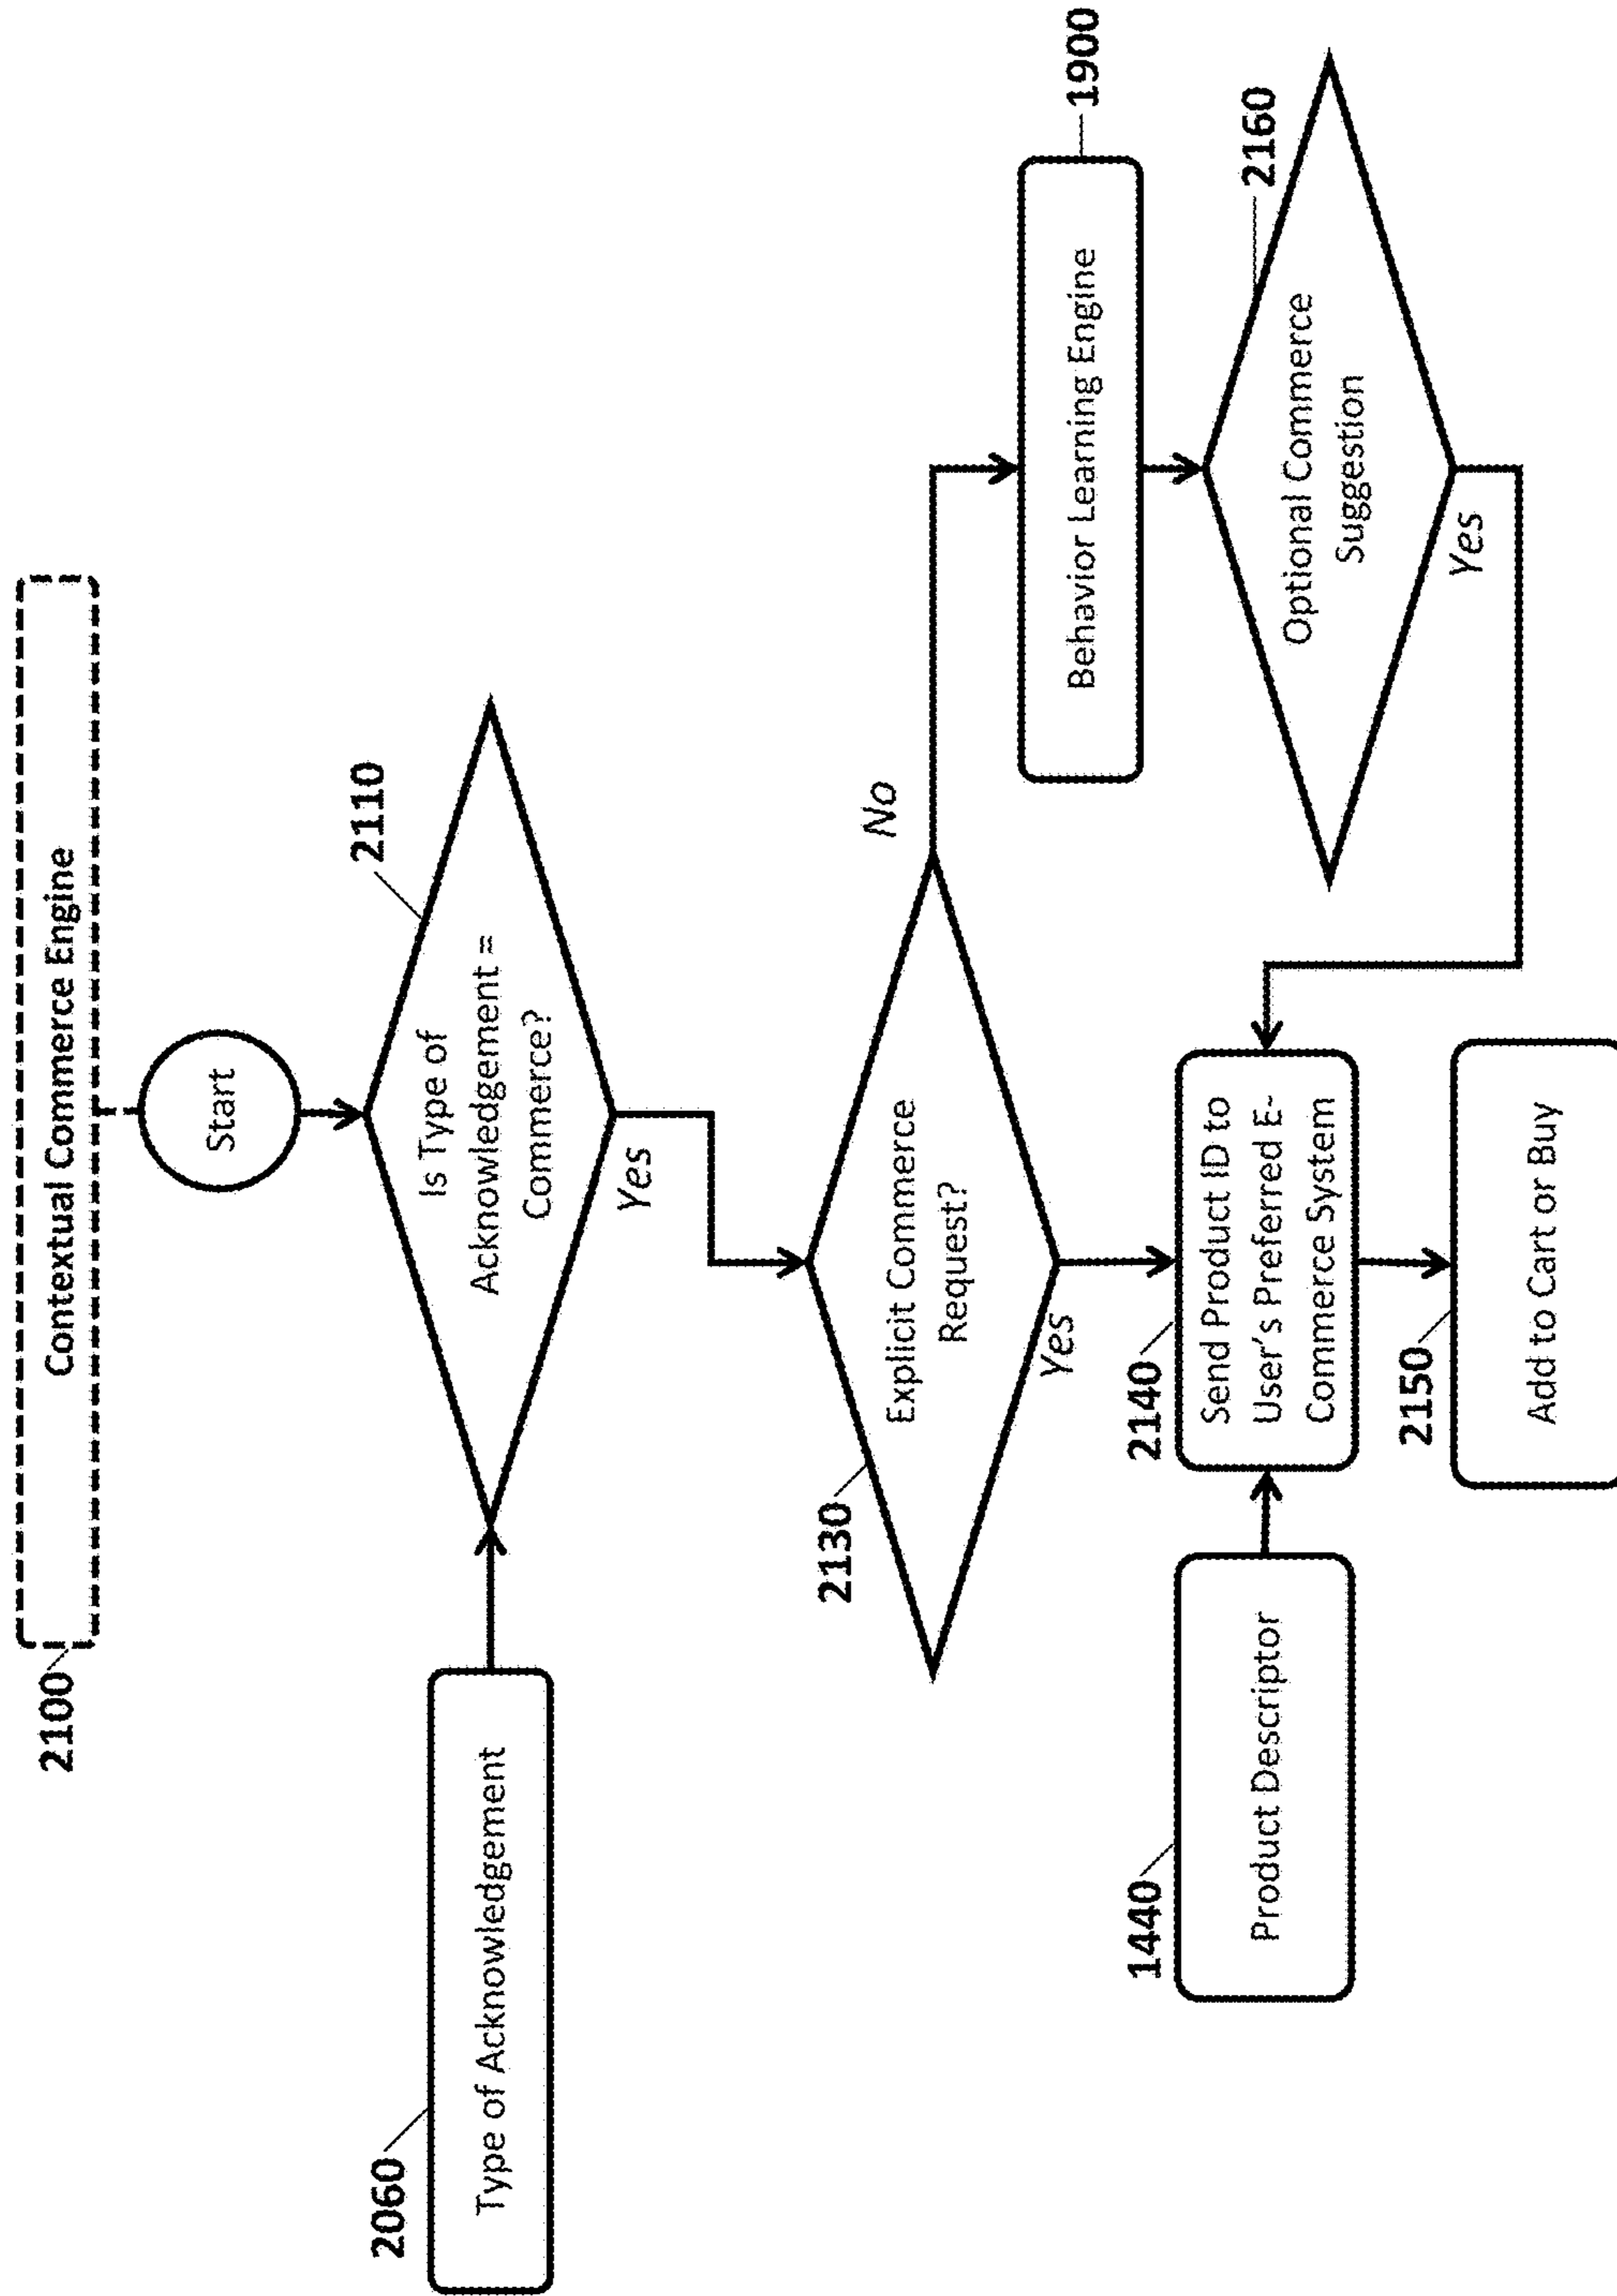 Contextual Commerce Engine
2100
Start
2060
Type of Acknowledgement
2110
Is Type of
Acknowledgement =
Commerce?
Yes
2130
Explicit Commerce
Request?
No
Yes
1900
Behavior Learning Engine
1440
Product Descriptor
2140
Send Product ID to
User's Preferred E-
Commerce System
2160
Optional Commerce
Suggestion
Yes
2150
Add to Cart or Buy